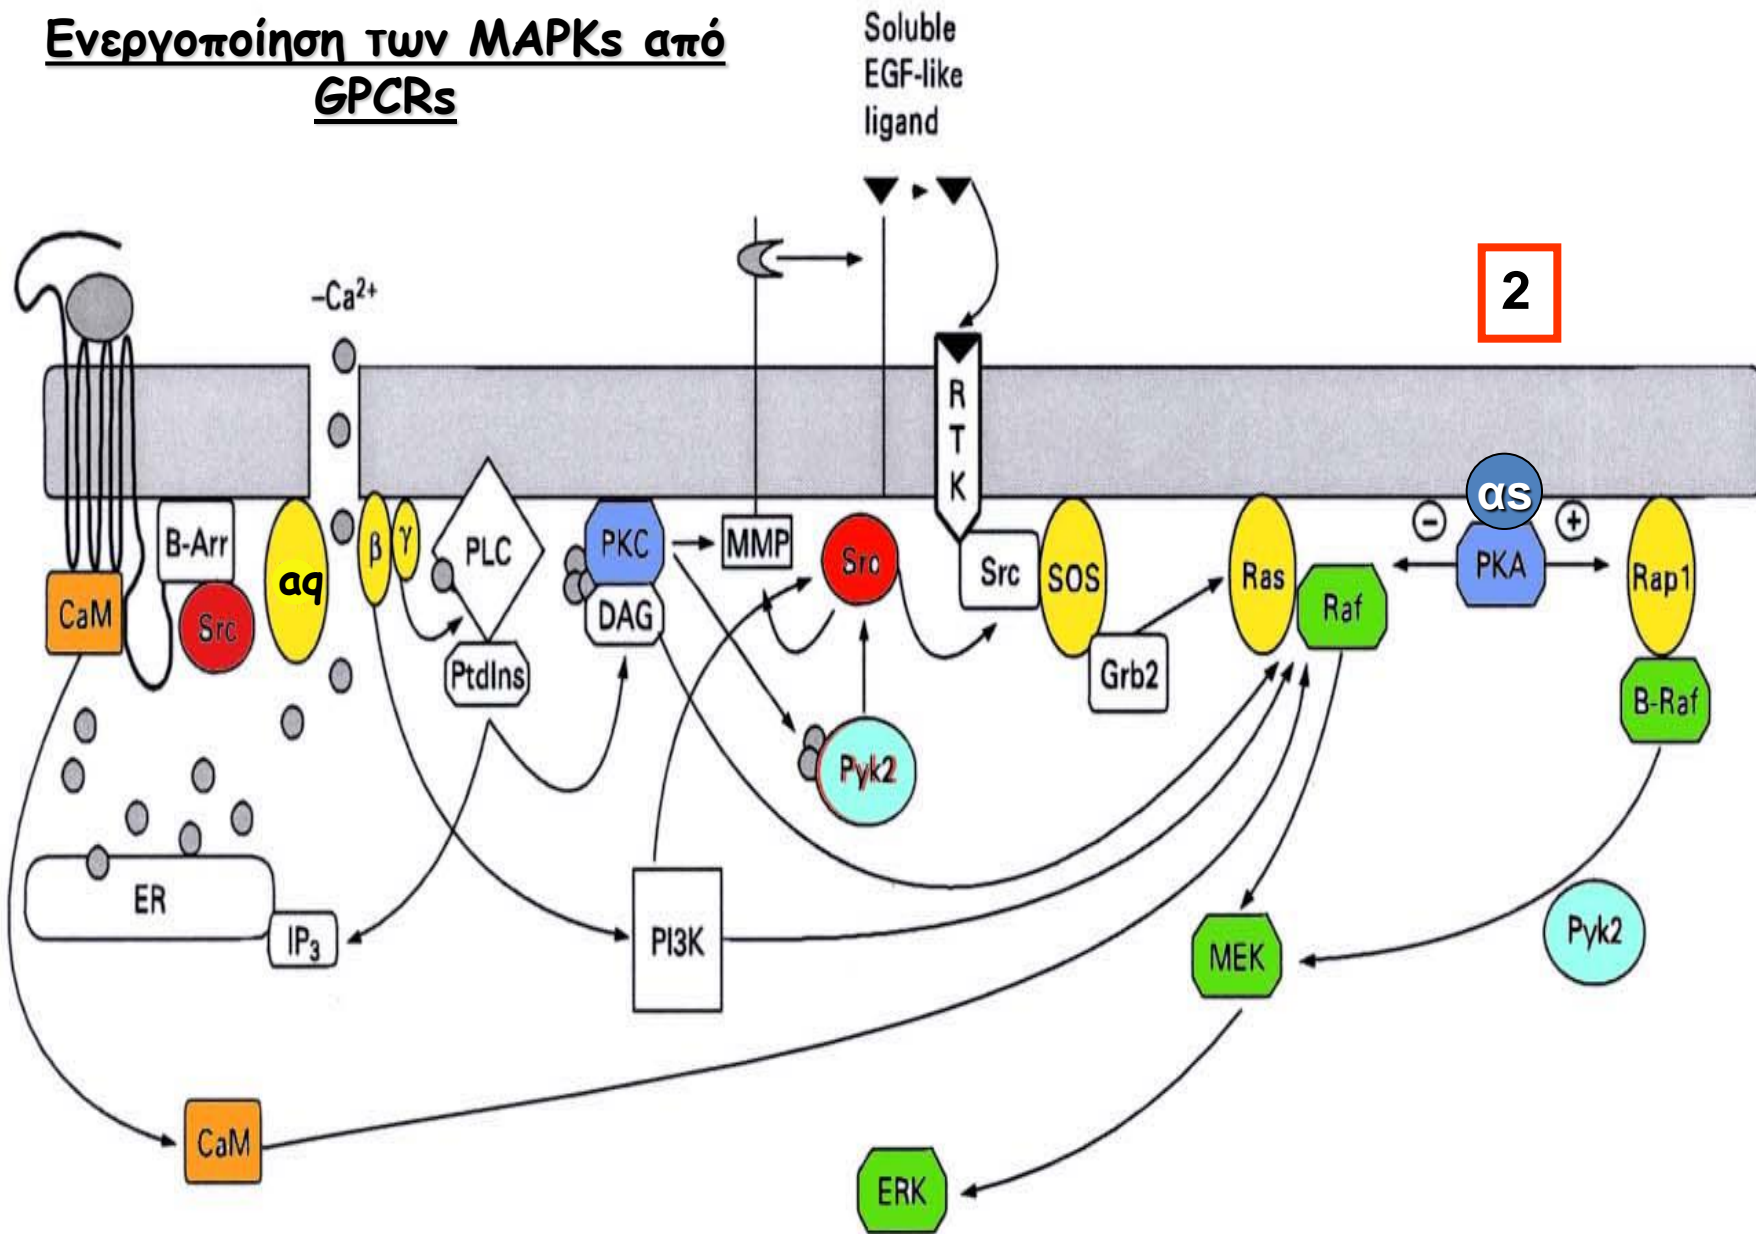 Ενεργοποίηση των MAPKs από
GPCRs
Soluble
EGF-like
ligand
2
–Ca²⁺
R
T
K
αs
B-Arr
β
γ
PLC
PKC
MMP
Src
Src
SOS
Ras
Raf
−
PKA
+
Rap1
CaM
Src
αq
DAG
PtdIns
Grb2
B-Raf
Pyk2
ER
IP₃
PI3K
MEK
Pyk2
CaM
ERK